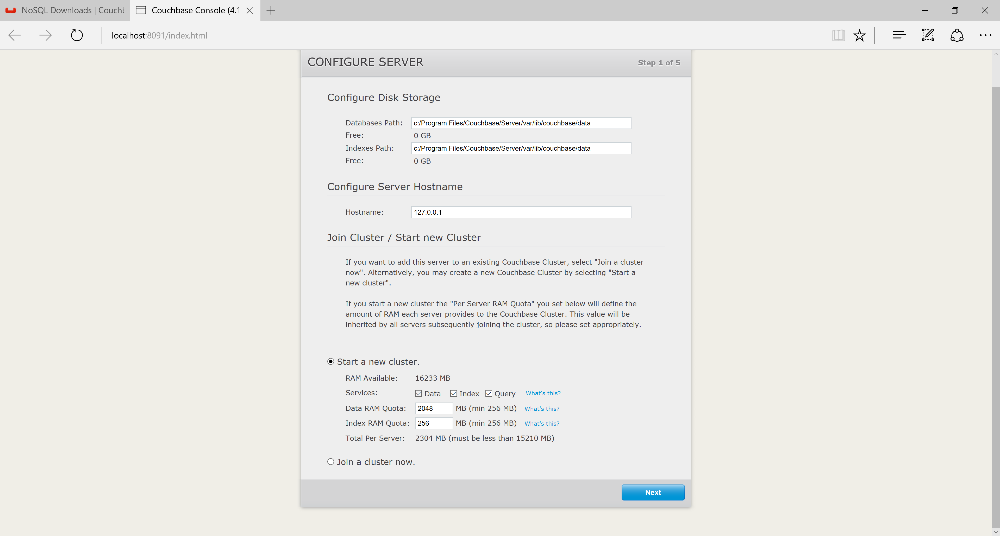 NoSQL Downloads | Couchb
Couchbase Console (4.1
localhost:8091/index.html
CONFIGURE SERVER
Step 1 of 5
Configure Disk Storage
Databases Path: c:/Program Files/Couchbase/Server/var/lib/couchbase/data
Free: 0 GB
Indexes Path: c:/Program Files/Couchbase/Server/var/lib/couchbase/data
Free: 0 GB
Configure Server Hostname
Hostname: 127.0.0.1
Join Cluster / Start new Cluster
If you want to add this server to an existing Couchbase Cluster, select "Join a cluster
now". Alternatively, you may create a new Couchbase Cluster by selecting "Start a
new cluster".
If you start a new cluster the "Per Server RAM Quota" you set below will define the
amount of RAM each server provides to the Couchbase Cluster. This value will be
inherited by all servers subsequently joining the cluster, so please set appropriately.
Start a new cluster.
RAM Available: 16233 MB
Services: Data Index Query What's this?
Data RAM Quota: 2048 MB (min 256 MB) What's this?
Index RAM Quota: 256 MB (min 256 MB) What's this?
Total Per Server: 2304 MB (must be less than 15210 MB)
Join a cluster now.
Next